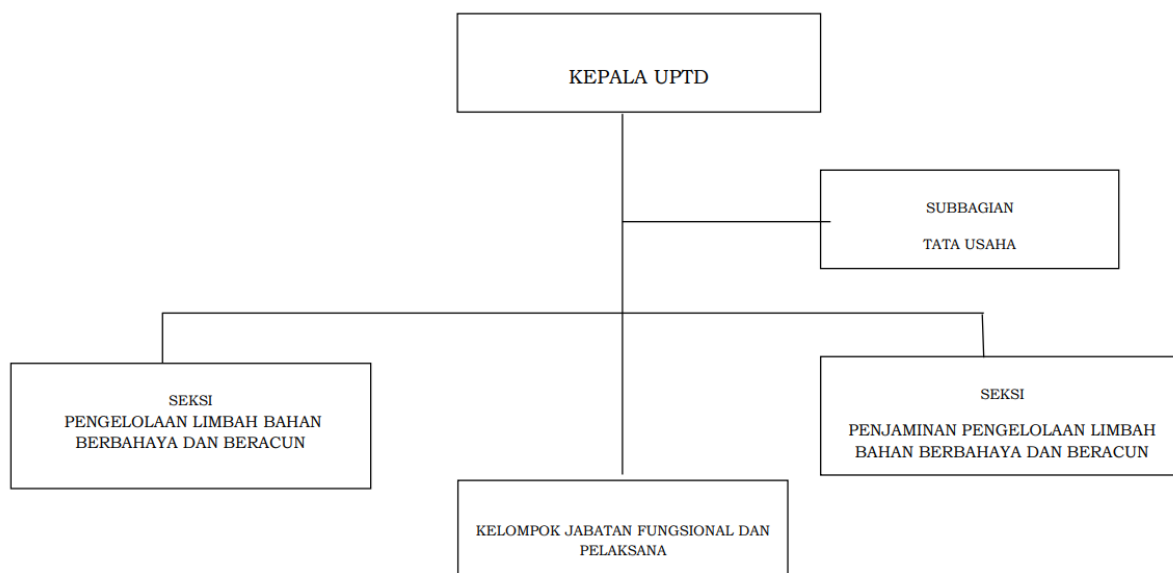 KEPALA UPTD
SUBBAGIAN
TATA USAHA
SEKSI
PENGELOLAAN LIMBAH BAHAN
BERBAHAYA DAN BERACUN
SEKSI
PENJAMINAN PENGELOLAAN LIMBAH
BAHAN BERBAHAYA DAN BERACUN
KELOMPOK JABATAN FUNGSIONAL DAN
PELAKSANA